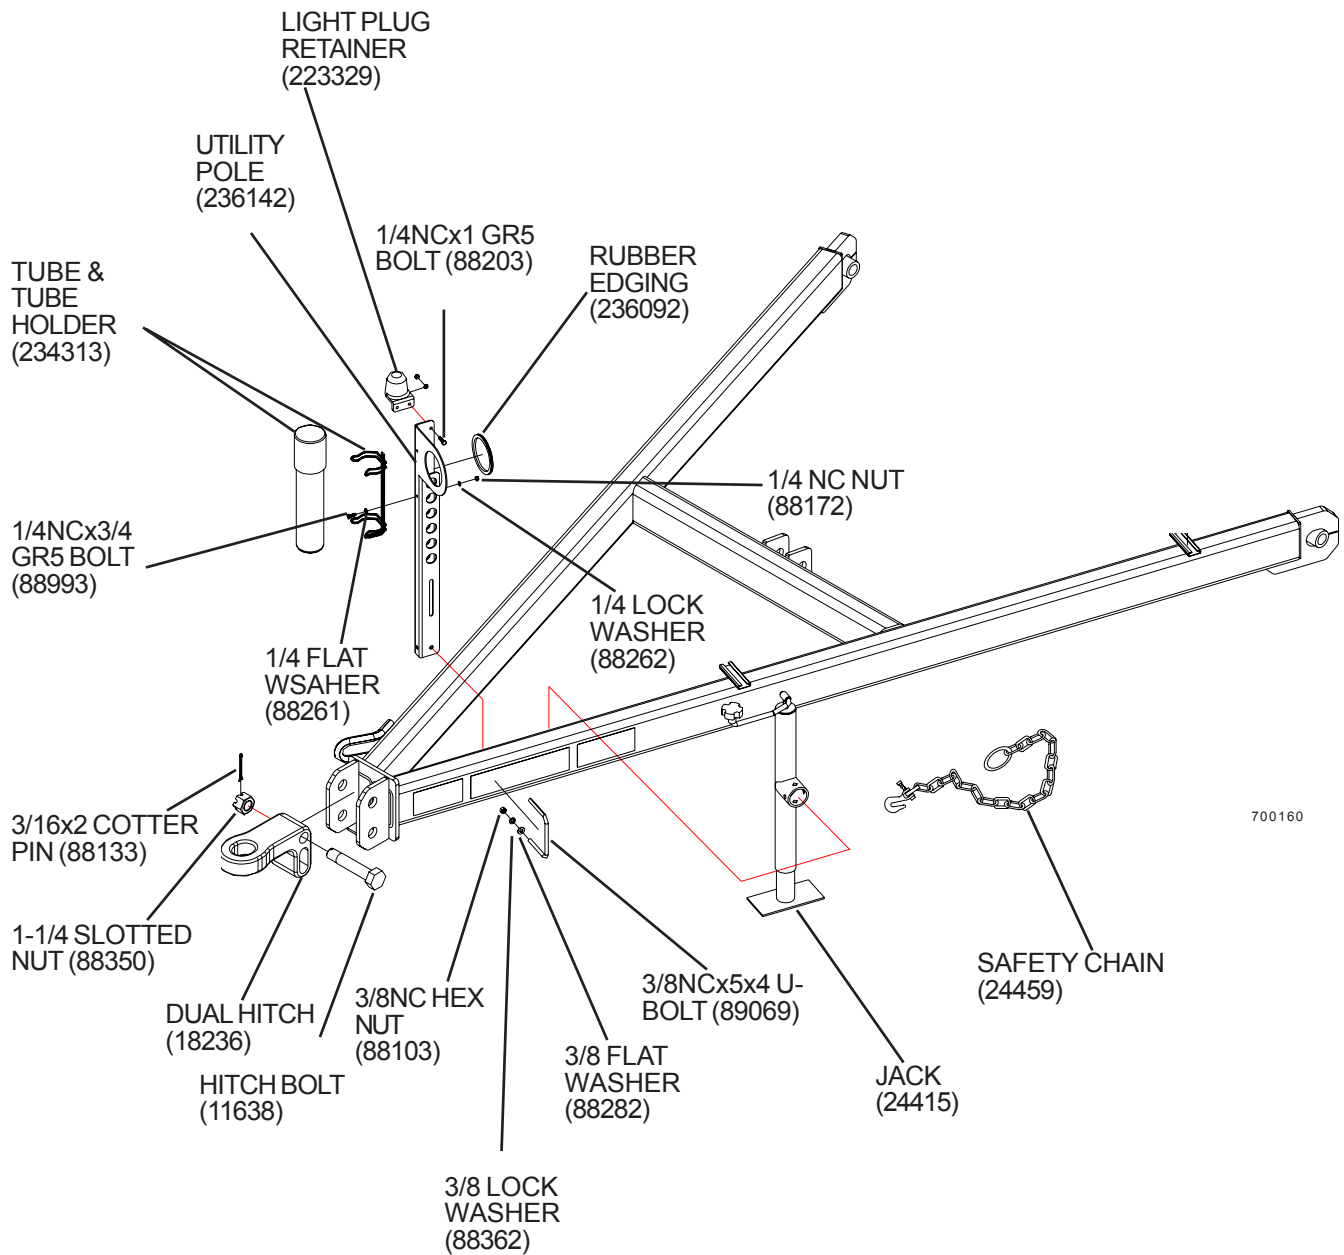 LIGHT PLUG
RETAINER
(223329)
UTILITY
POLE
(236142)
1/4NCx1 GR5
BOLT (88203)
RUBBER
EDGING
(236092)
TUBE &
TUBE
HOLDER
(234313)
1/4 NC NUT
(88172)
1/4NCx3/4
GR5 BOLT
(88993)
1/4 LOCK
WASHER
(88262)
1/4 FLAT
WSAHER
(88261)
3/16x2 COTTER
PIN (88133)
700160
1-1/4 SLOTTED
NUT (88350)
DUAL HITCH
(18236)
HITCH BOLT
(11638)
3/8NC HEX
NUT
(88103)
3/8NCx5x4 U-
BOLT (89069)
SAFETY CHAIN
(24459)
3/8 FLAT
WASHER
(88282)
JACK
(24415)
3/8 LOCK
WASHER
(88362)